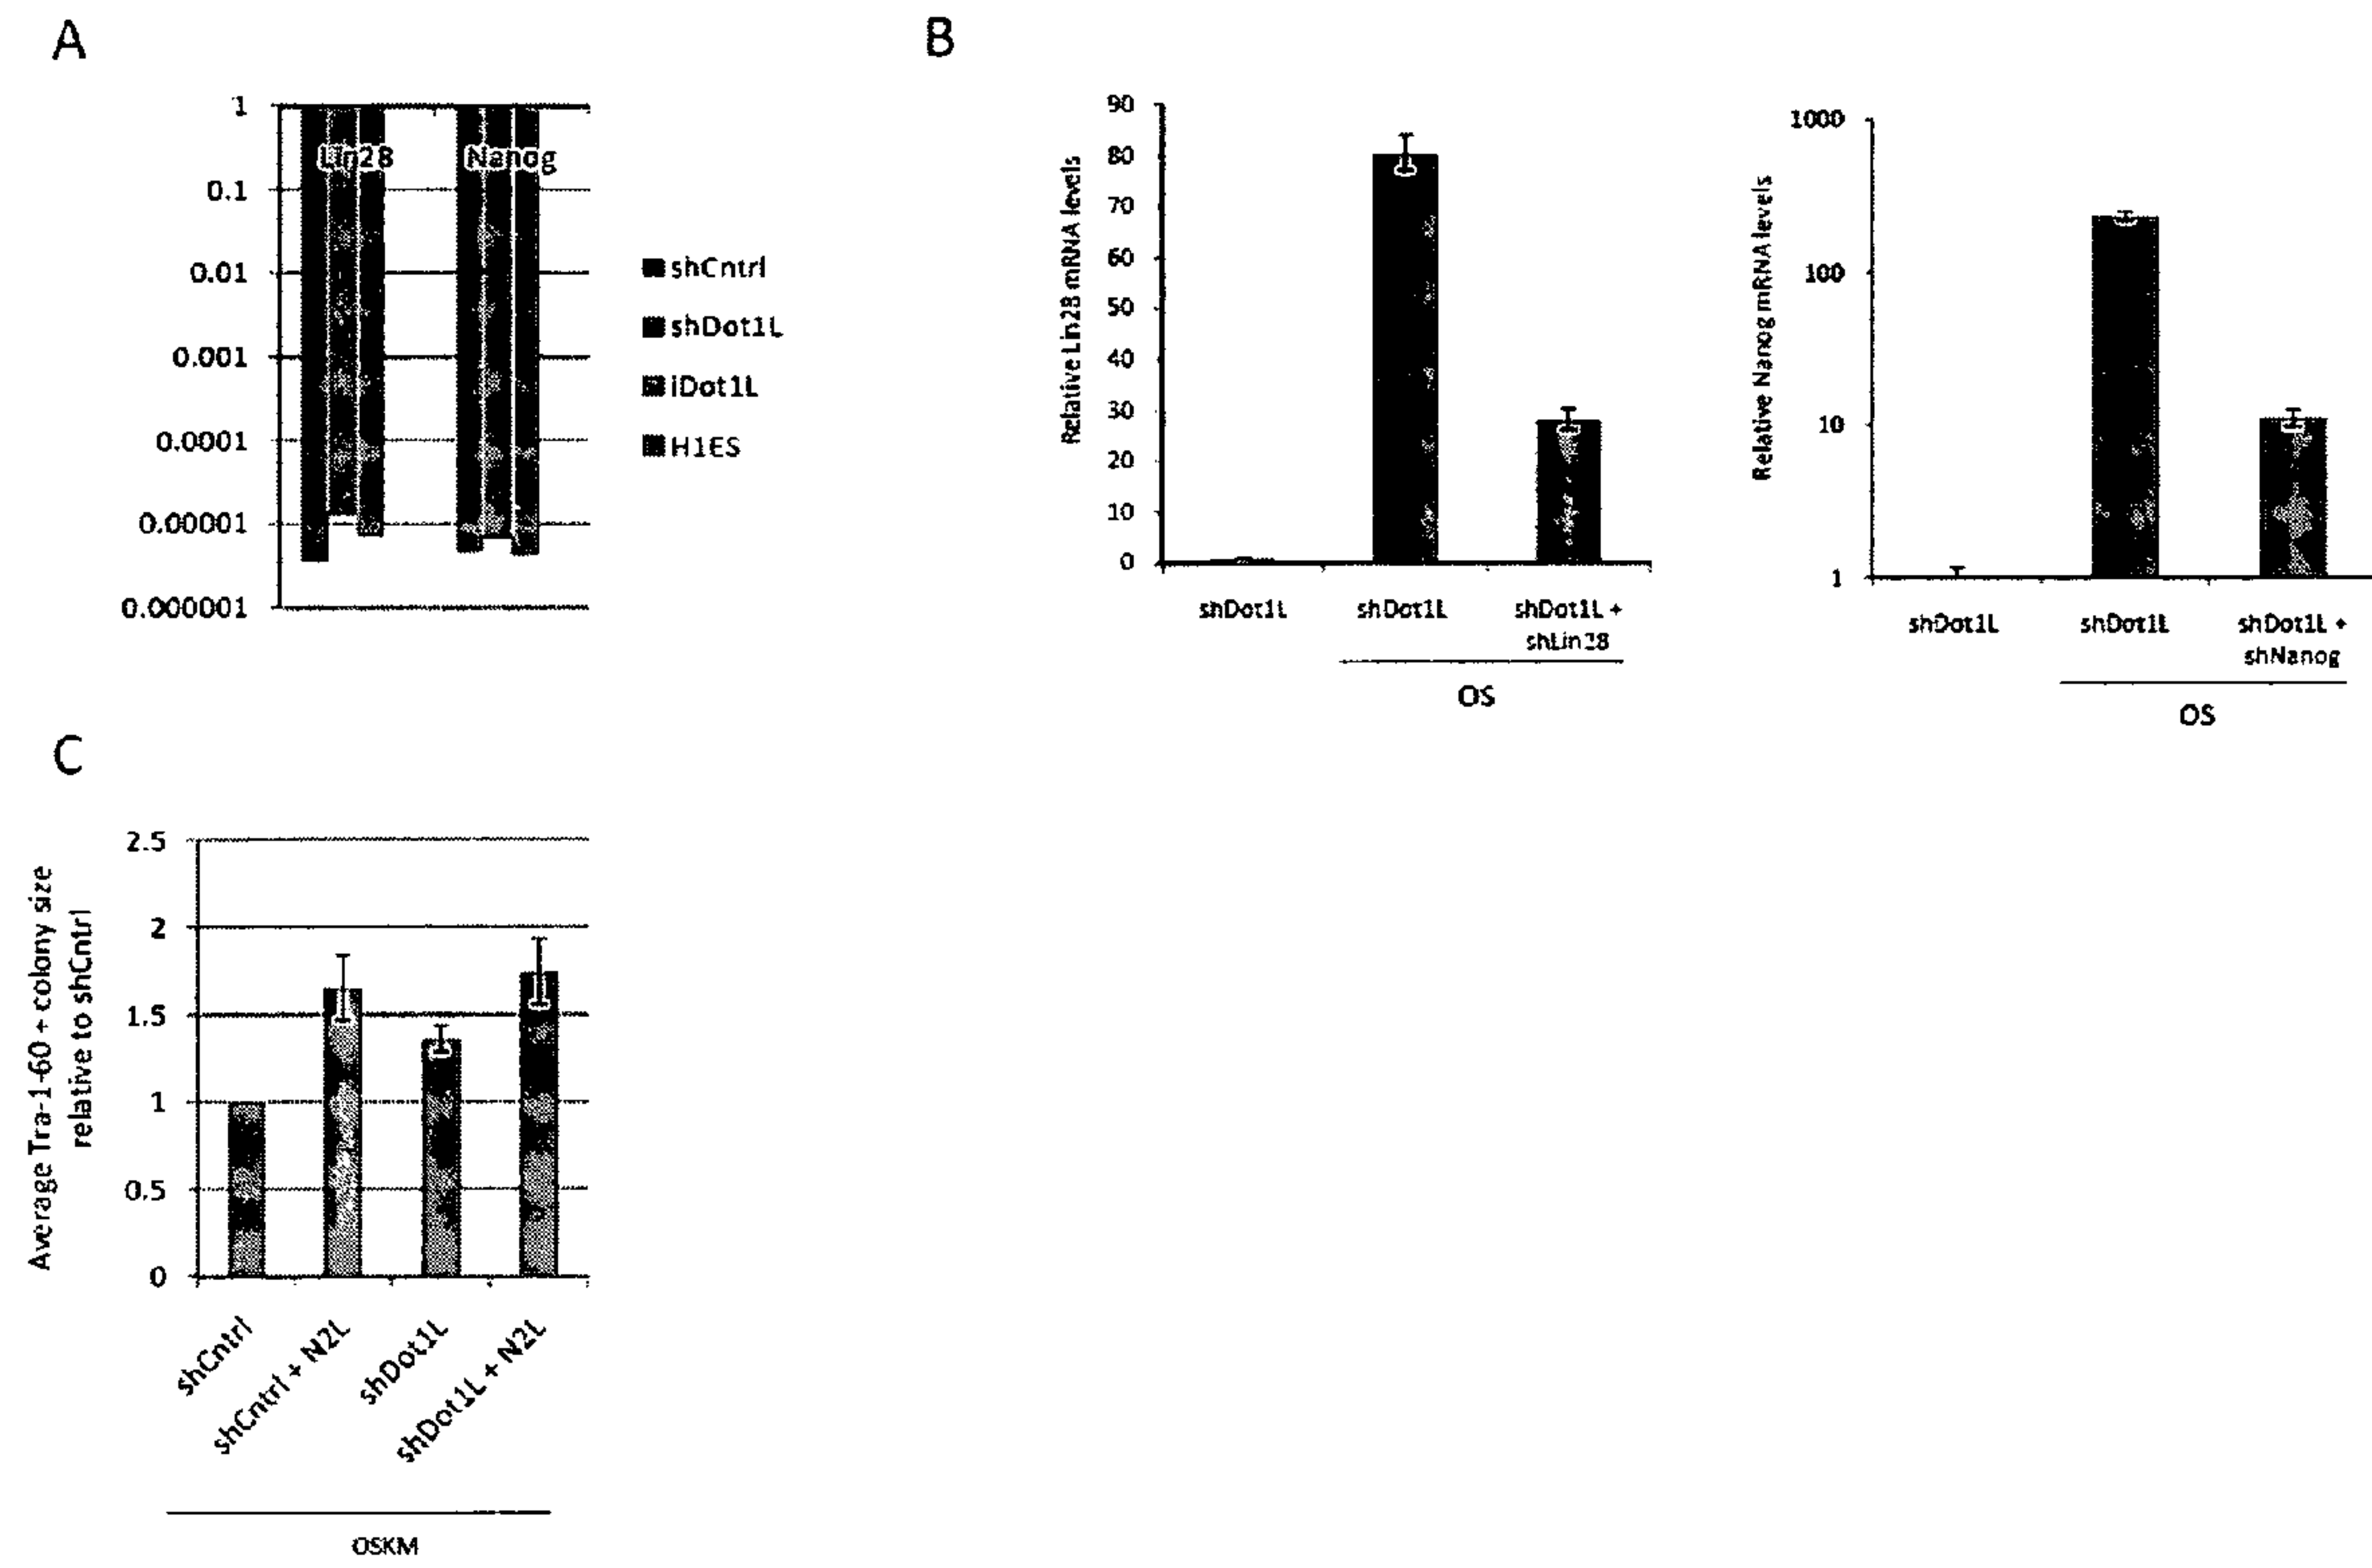 A
1
0.1
0.01
0.001
0.0001
0.00001
0.000001
Lin28
Nanog
shCntrl
shDot1L
iDot1L
H1ES
B
Relative Lin28 mRNA levels
90
80
70
60
50
40
30
20
10
0
shDot1L
shDot1L
shDot1L +
shLin28
OS
Relative Nanog mRNA levels
1000
100
10
1
shDot1L
shDot1L
shDot1L +
shNanog
OS
C
Average Tra-1-60 + colony size
relative to shCntrl
2.5
2
1.5
1
0.5
0
shCntrl
shCntrl + N2L
shDot1L
shDot1L + N2L
OSKM